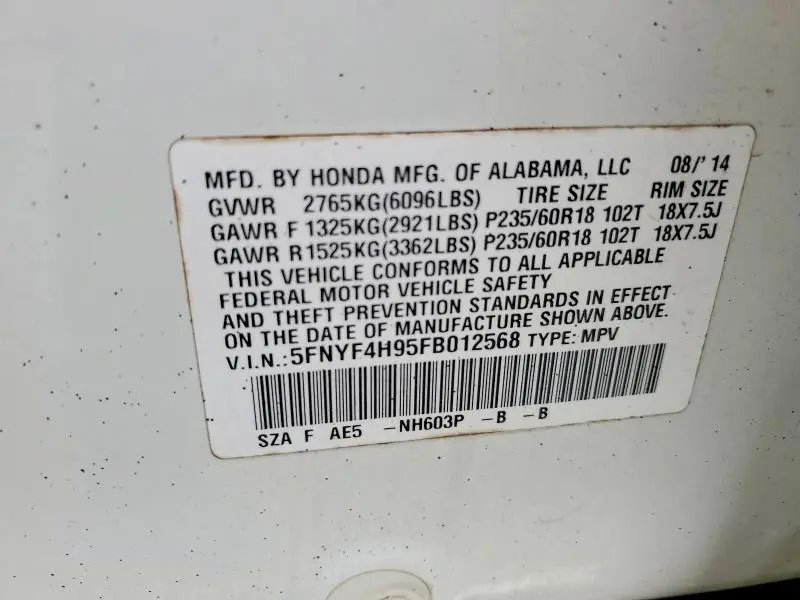 MFD. BY HONDA MFG. OF ALABAMA, LLC 08/'14
GVWR 2765KG(6096LBS) TIRE SIZE RIM SIZE
GAWR F 1325KG(2921LBS) P235/60R18 102T 18X7.5J
GAWR R1525KG(3362LBS) P235/60R18 102T 18X7.5J
THIS VEHICLE CONFORMS TO ALL APPLICABLE
FEDERAL MOTOR VEHICLE SAFETY
AND THEFT PREVENTION STANDARDS IN EFFECT
ON THE DATE OF MANUFACTURE SHOWN ABOVE.
V.I.N.: 5FNYF4H95FB012568 TYPE: MPV
SZA F AE5 -NH603P -B -B